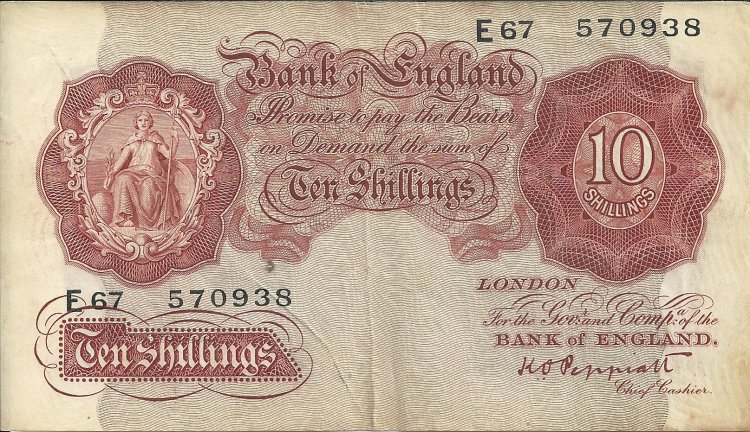 E67 570938
Bank of England
Promise to pay the Bearer
on Demand the sum of
Ten Shillings
10
SHILLINGS
LONDON
For the Govr. and Compa. of the
BANK OF ENGLAND.
K O Peppiatt
Chief Cashier.
E67 570938
Ten Shillings